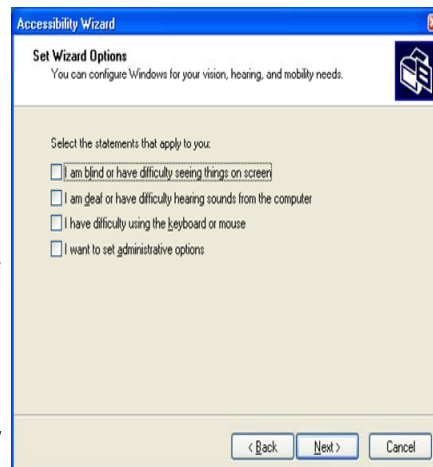 Accessibility Wizard
Set Wizard Options
You can configure Windows for your vision, hearing, and mobility needs.
Select the statements that apply to you:
I am blind or have difficulty seeing things on screen
I am deaf or have difficulty hearing sounds from the computer
I have difficulty using the keyboard or mouse
I want to set administrative options
< Back Next > Cancel